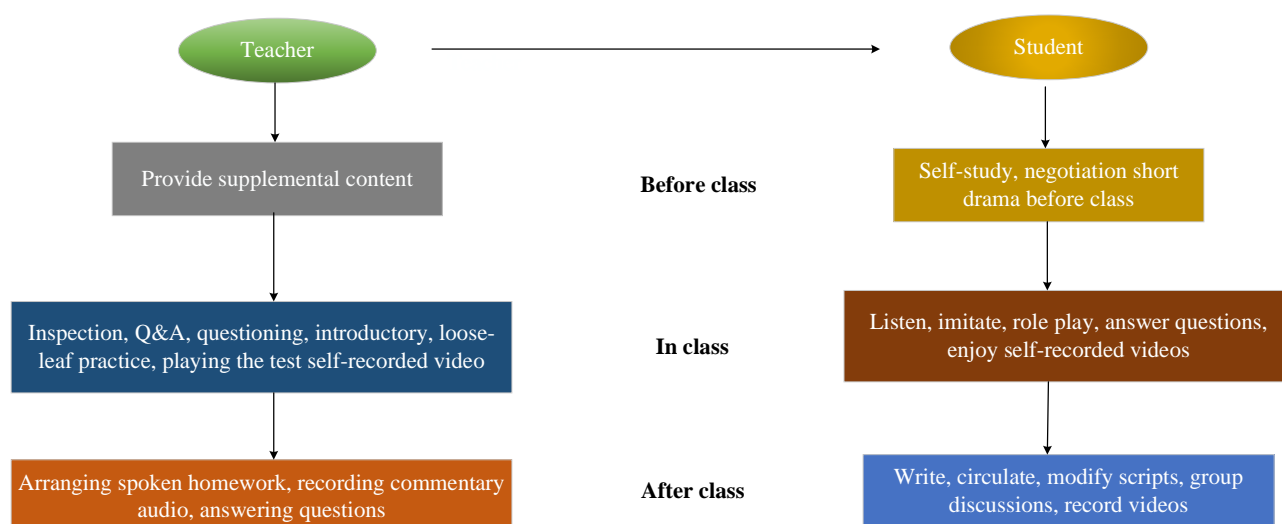 Teacher
Student
Provide supplemental content
Before class
Self-study, negotiation short
drama before class
Inspection, Q&A, questioning, introductory, loose-
leaf practice, playing the test self-recorded video
In class
Listen, imitate, role play, answer questions,
enjoy self-recorded videos
Arranging spoken homework, recording commentary
audio, answering questions
After class
Write, circulate, modify scripts, group
discussions, record videos